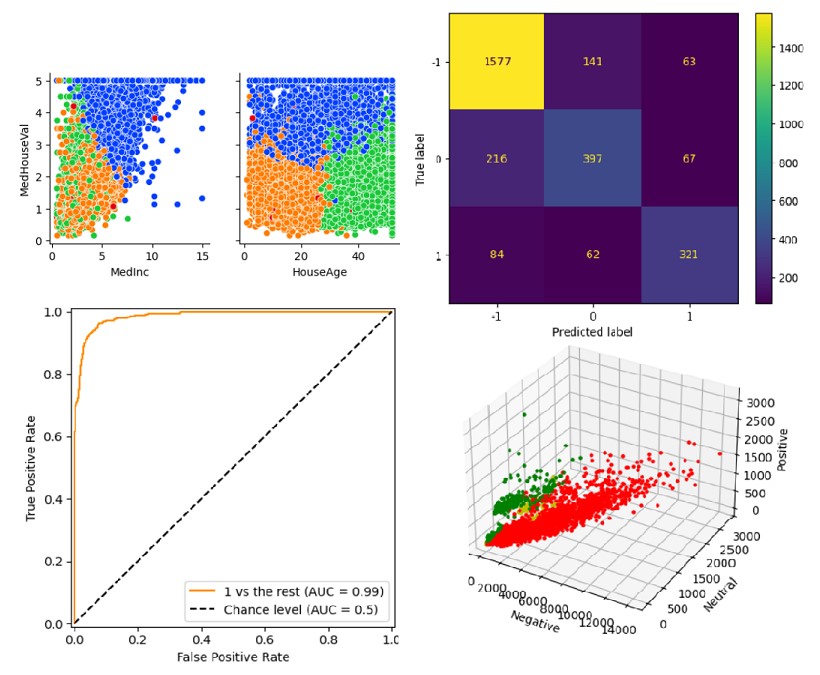 5
4
3
2
1
0
MedHouseVal
0 5 10 15
MedInc
0 20 40
HouseAge
True label
-1
0
1
1577 141 63
216 397 67
84 62 321
-1 0 1
Predicted label
1400
1200
1000
800
600
400
200
1.0
0.8
0.6
0.4
0.2
0.0
True Positive Rate
0.0 0.2 0.4 0.6 0.8 1.0
False Positive Rate
1 vs the rest (AUC = 0.99)
Chance level (AUC = 0.5)
3000
2500
2000
1500
1000
500
0
Positive
3000
2500
2000
1500
1000
500
0
Neutral
0 2000 4000 6000 8000 10000 12000 14000
Negative